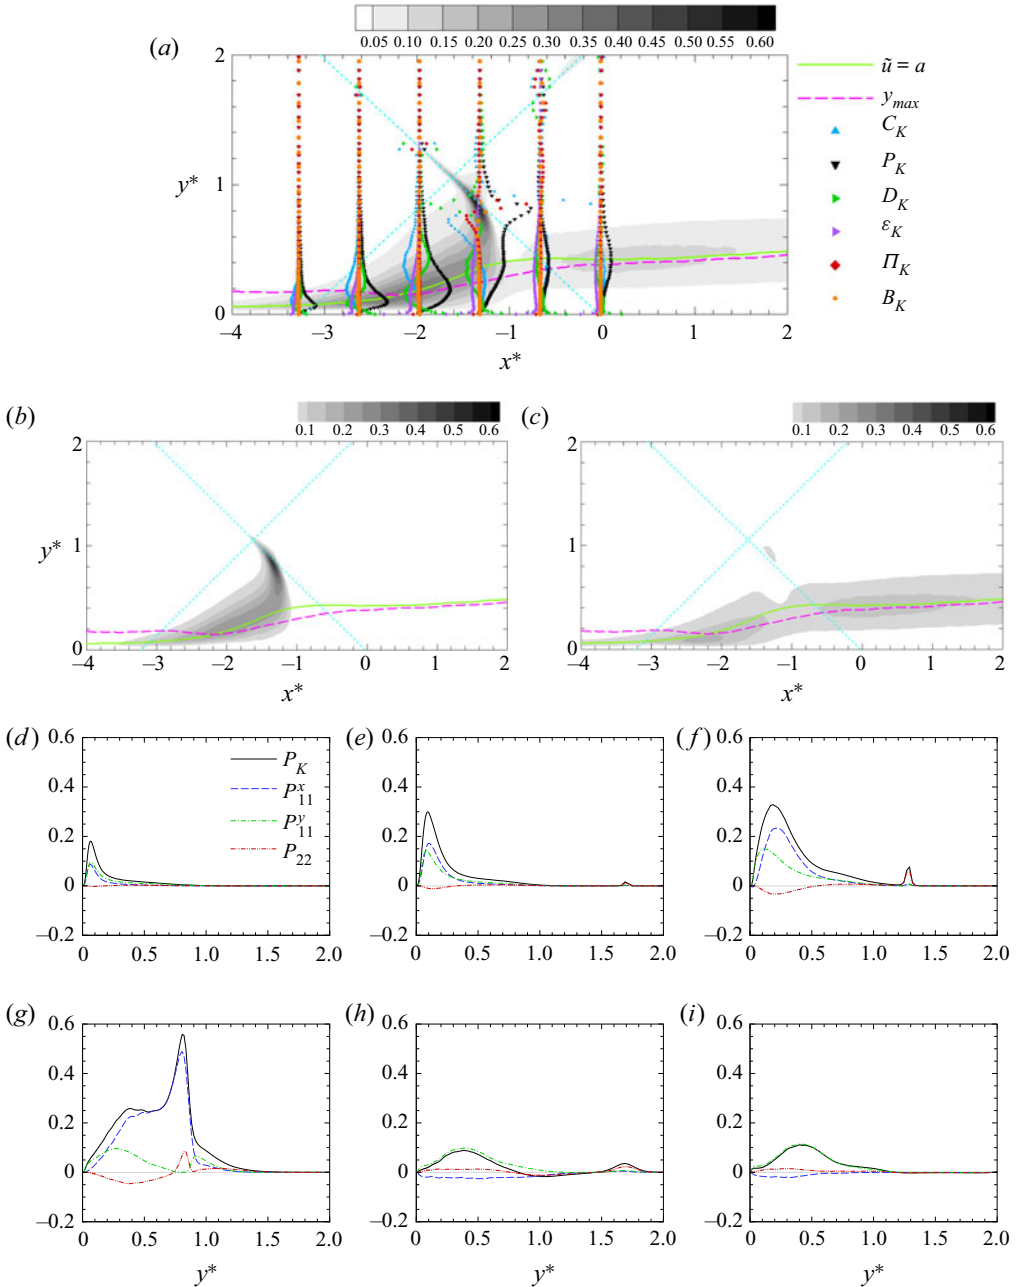 0.05 0.10 0.15 0.20 0.25 0.30 0.35 0.40 0.45 0.50 0.55 0.60
(a)
2
1
0
y*
−4 −3 −2 −1 0 1 2
x*
ũ = a
y_max
C_K
P_K
D_K
ε_K
Π_K
B_K
(b)
0.1 0.2 0.3 0.4 0.5 0.6
2
1
0
y*
−4 −3 −2 −1 0 1 2
x*
(c)
0.1 0.2 0.3 0.4 0.5 0.6
2
1
0
−4 −3 −2 −1 0 1 2
x*
(d)
0.6
0.4
0.2
0
−0.2
0 0.5 1.0 1.5 2.0
P_K
P^x_11
P^y_11
P_22
(e)
0.6
0.4
0.2
0
−0.2
0 0.5 1.0 1.5 2.0
(f)
0.6
0.4
0.2
0
−0.2
0 0.5 1.0 1.5 2.0
(g)
0.6
0.4
0.2
0
−0.2
0 0.5 1.0 1.5 2.0
y*
(h)
0.6
0.4
0.2
0
−0.2
0 0.5 1.0 1.5 2.0
y*
(i)
0.6
0.4
0.2
0
−0.2
0 0.5 1.0 1.5 2.0
y*